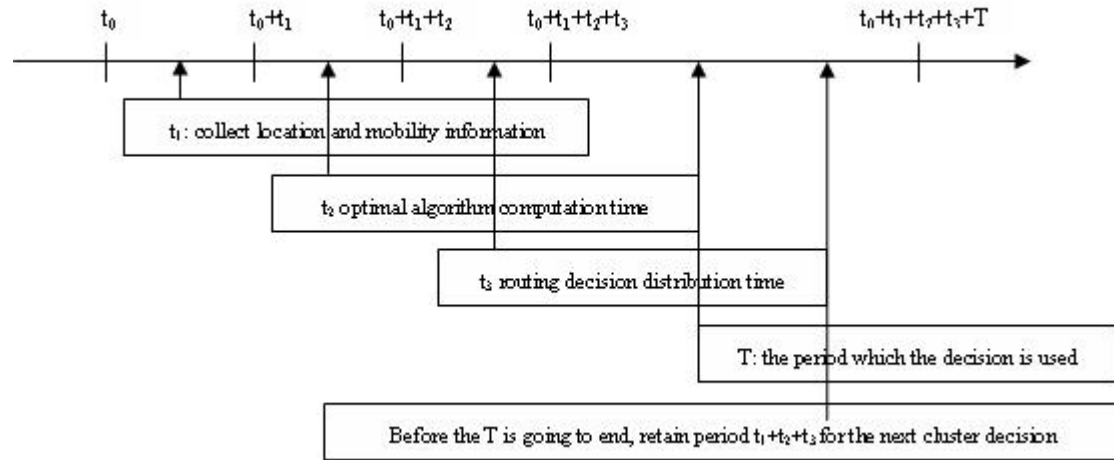 t₀ t₀+t₁ t₀+t₁+t₂ t₀+t₁+t₂+t₃ t₀+t₁+t₂+t₃+T
t₁: collect location and mobility information
t₂ optimal algorithm computation time
t₃ routing decision distribution time
T: the period which the decision is used
Before the T is going to end, retain period t₁+t₂+t₃ for the next cluster decision